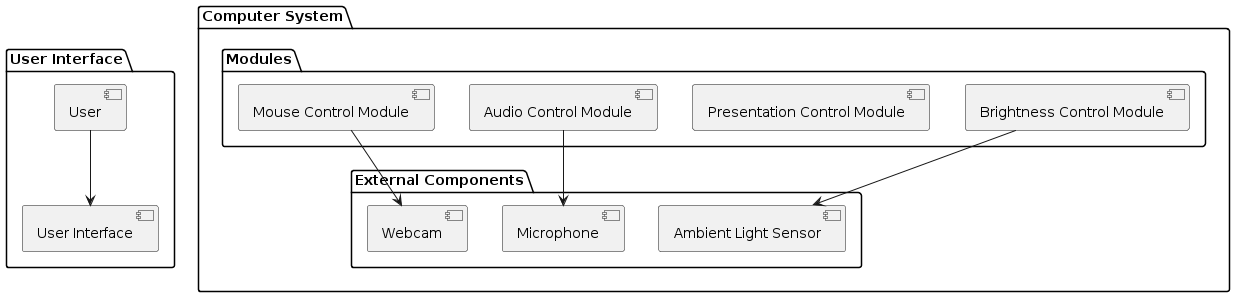 Computer System
User Interface
Modules
User
Mouse Control Module
Audio Control Module
Presentation Control Module
Brightness Control Module
External Components
User Interface
Webcam
Microphone
Ambient Light Sensor